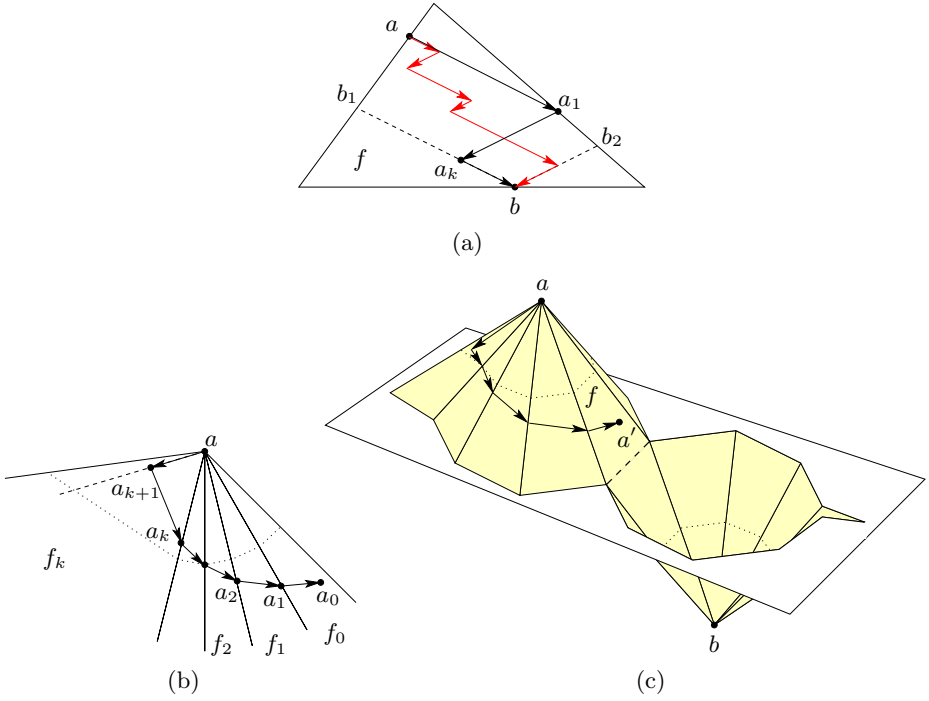 a
b₁
a₁
b₂
f
aₖ
b
(a)
a
f
a′
b
(c)
a
aₖ₊₁
aₖ
fₖ
a₂
a₁
a₀
f₂
f₁
f₀
(b)